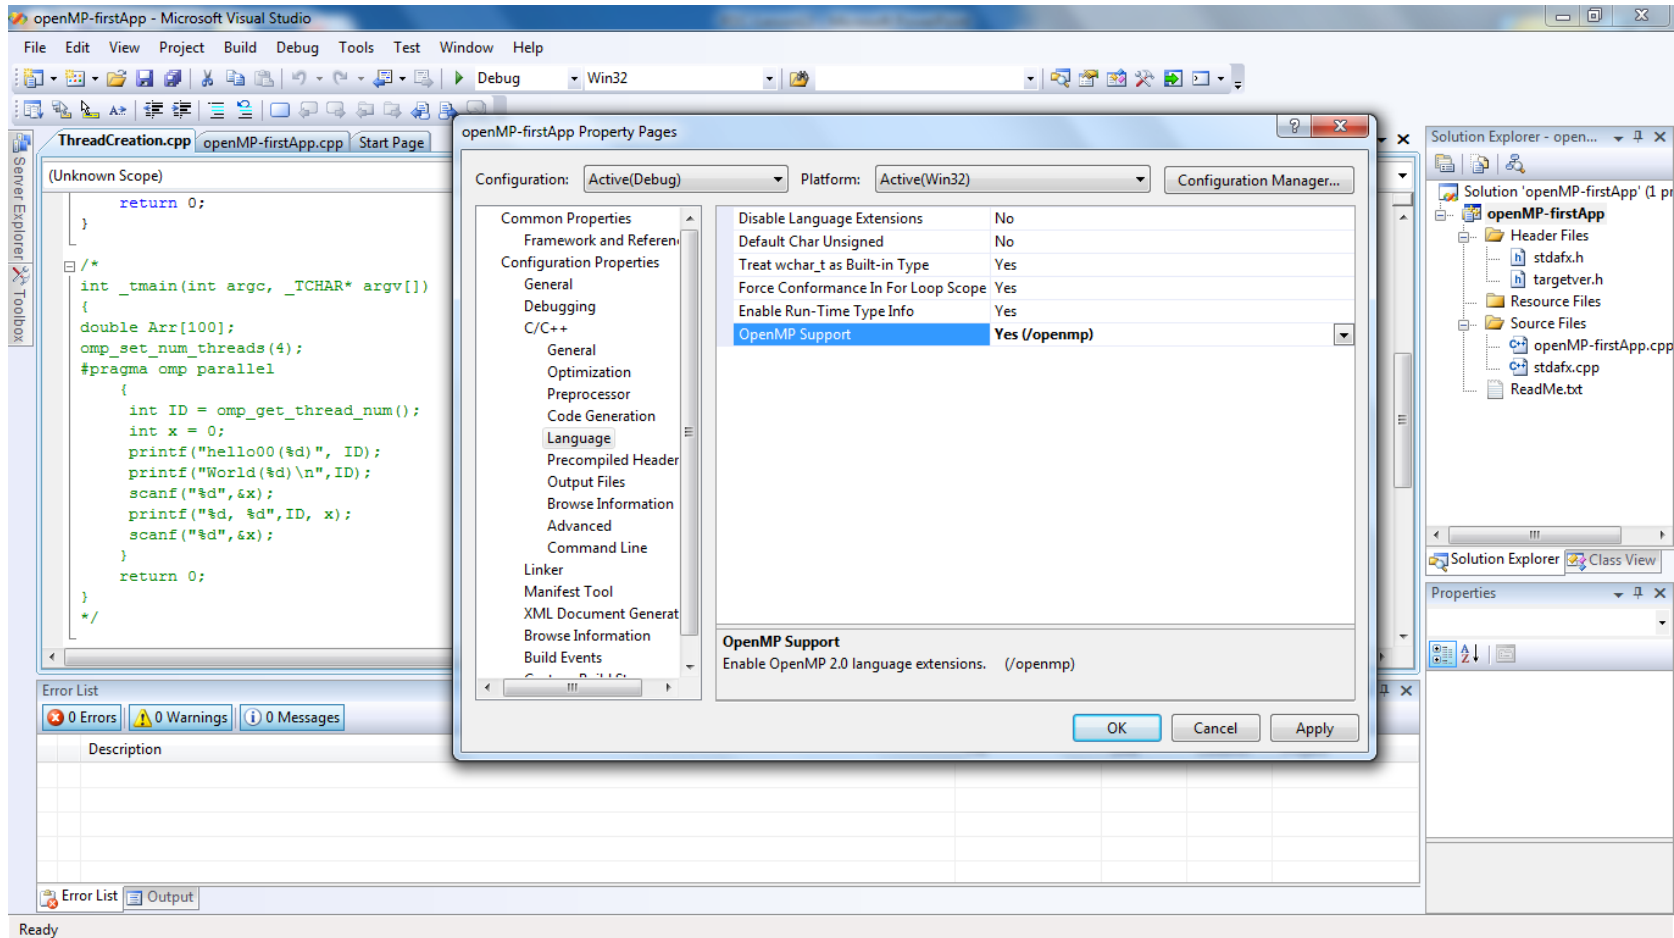 openMP-firstApp - Microsoft Visual Studio
File Edit View Project Build Debug Tools Test Window Help
Debug Win32
Server Explorer
Toolbox
ThreadCreation.cpp openMP-firstApp.cpp Start Page
(Unknown Scope)
return 0;
}
/*
int _tmain(int argc, _TCHAR* argv[])
{
double Arr[100];
omp_set_num_threads(4);
#pragma omp parallel
{
int ID = omp_get_thread_num();
int x = 0;
printf("hello00(%d)", ID);
printf("World(%d)\n",ID);
scanf("%d",&x);
printf("%d, %d",ID, x);
scanf("%d",&x);
}
return 0;
}
*/
openMP-firstApp Property Pages
Configuration: Active(Debug) Platform: Active(Win32) Configuration Manager...
Common Properties
Framework and Referen
Configuration Properties
General
Debugging
C/C++
General
Optimization
Preprocessor
Code Generation
Language
Precompiled Header
Output Files
Browse Information
Advanced
Command Line
Linker
Manifest Tool
XML Document Generat
Browse Information
Build Events
Disable Language Extensions No
Default Char Unsigned No
Treat wchar_t as Built-in Type Yes
Force Conformance In For Loop Scope Yes
Enable Run-Time Type Info Yes
OpenMP Support Yes (/openmp)
OpenMP Support
Enable OpenMP 2.0 language extensions. (/openmp)
OK Cancel Apply
Solution Explorer - open...
Solution 'openMP-firstApp' (1 pr
openMP-firstApp
Header Files
stdafx.h
targetver.h
Resource Files
Source Files
openMP-firstApp.cpp
stdafx.cpp
ReadMe.txt
Solution Explorer Class View
Properties
Error List
0 Errors 0 Warnings 0 Messages
Description
Error List Output
Ready